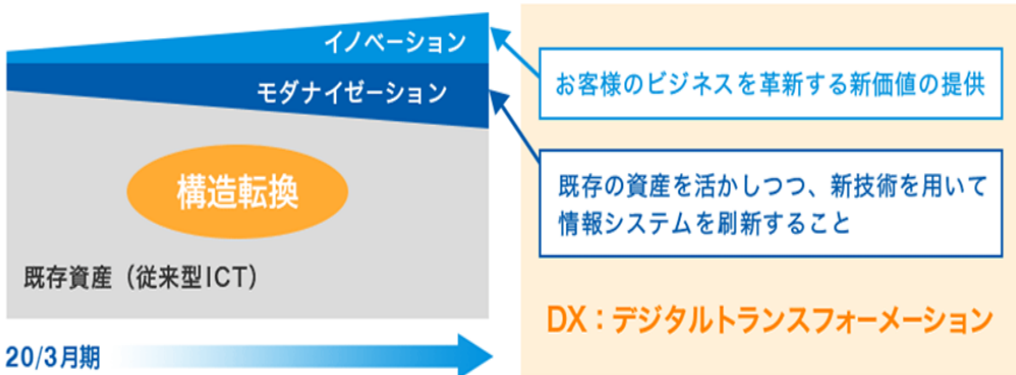 イノベーション
モダナイゼーション
構造転換
既存資産（従来型ICT）
20/3月期
お客様のビジネスを革新する新価値の提供
既存の資産を活かしつつ、新技術を用いて
情報システムを刷新すること
DX：デジタルトランスフォーメーション